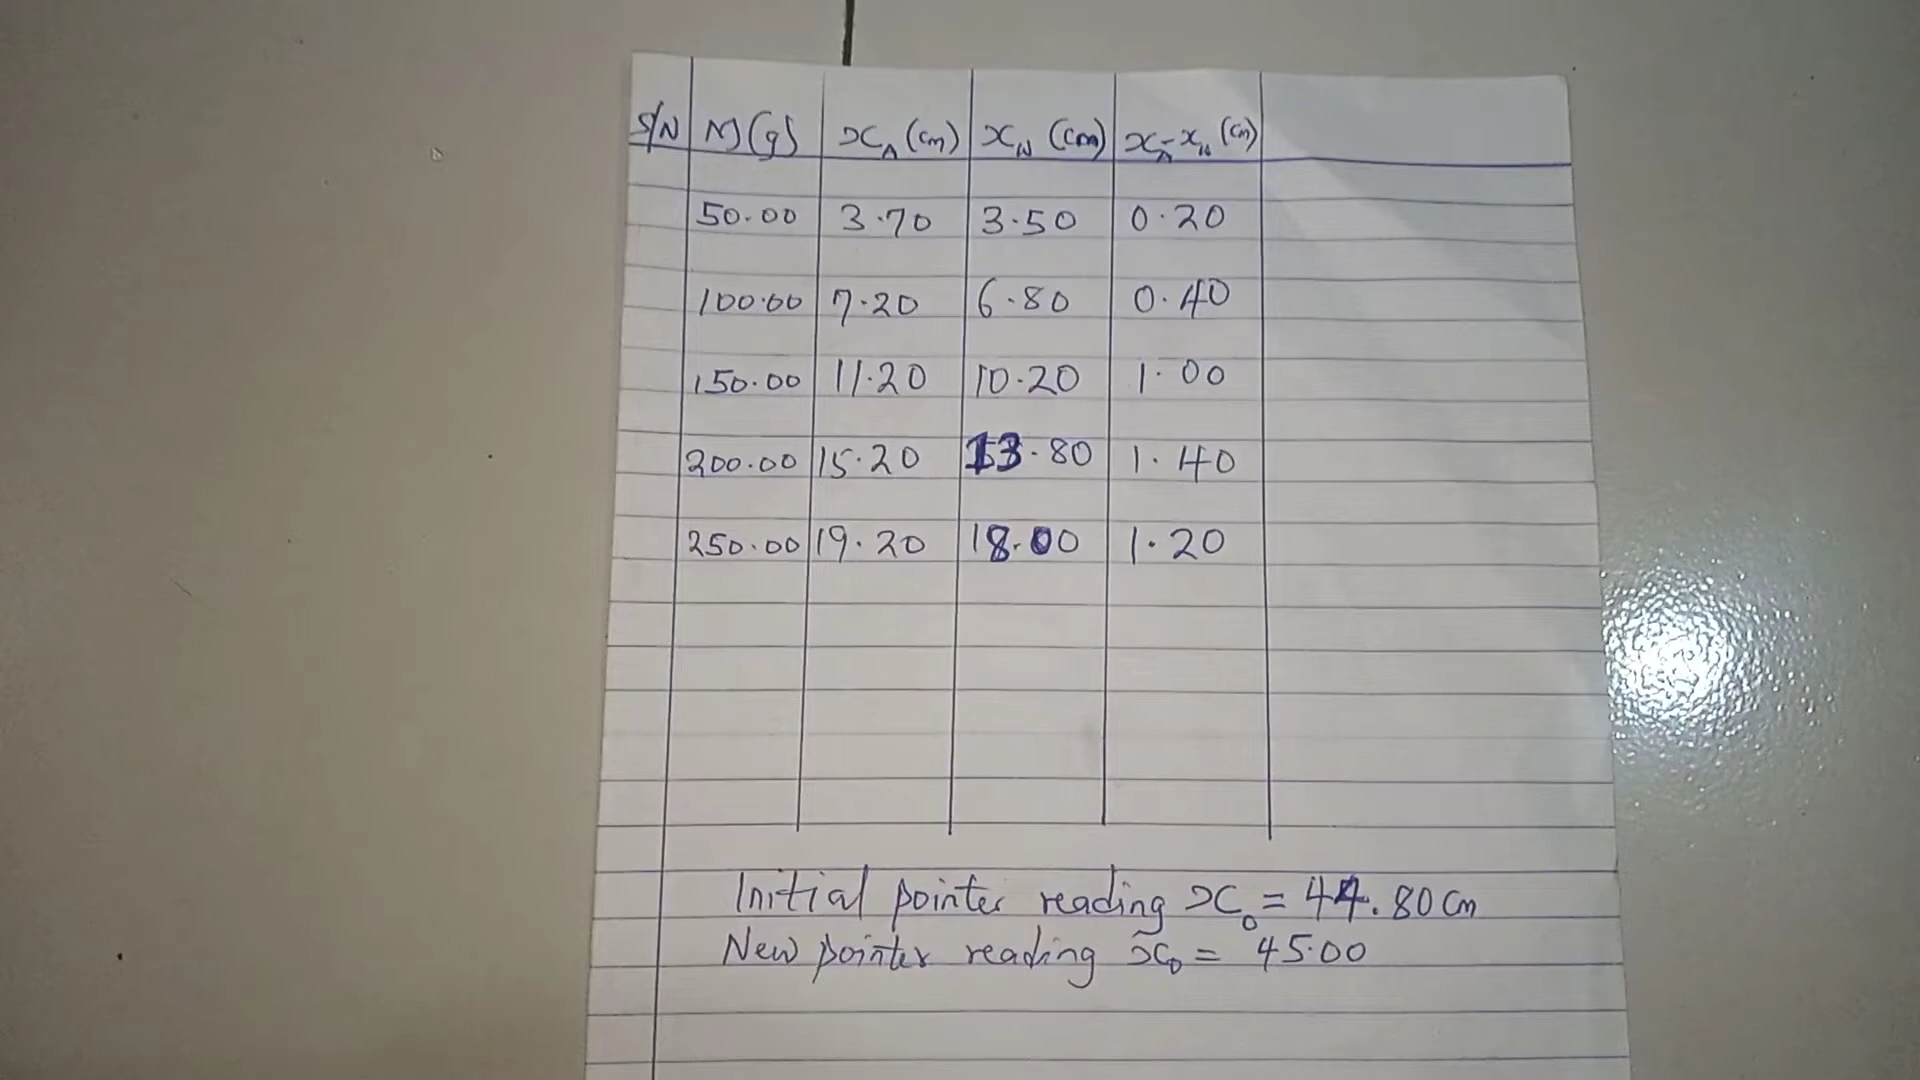 S/N M(g) xA (cm) xW (cm) xA-xW (cm)
50.00 3.70 3.50 0.20
100.00 7.20 6.80 0.40
150.00 11.20 10.20 1.00
200.00 15.20 13.80 1.40
250.00 19.20 18.00 1.20
Initial pointer reading x0 = 44.80 cm
New pointer reading x0 = 45.00